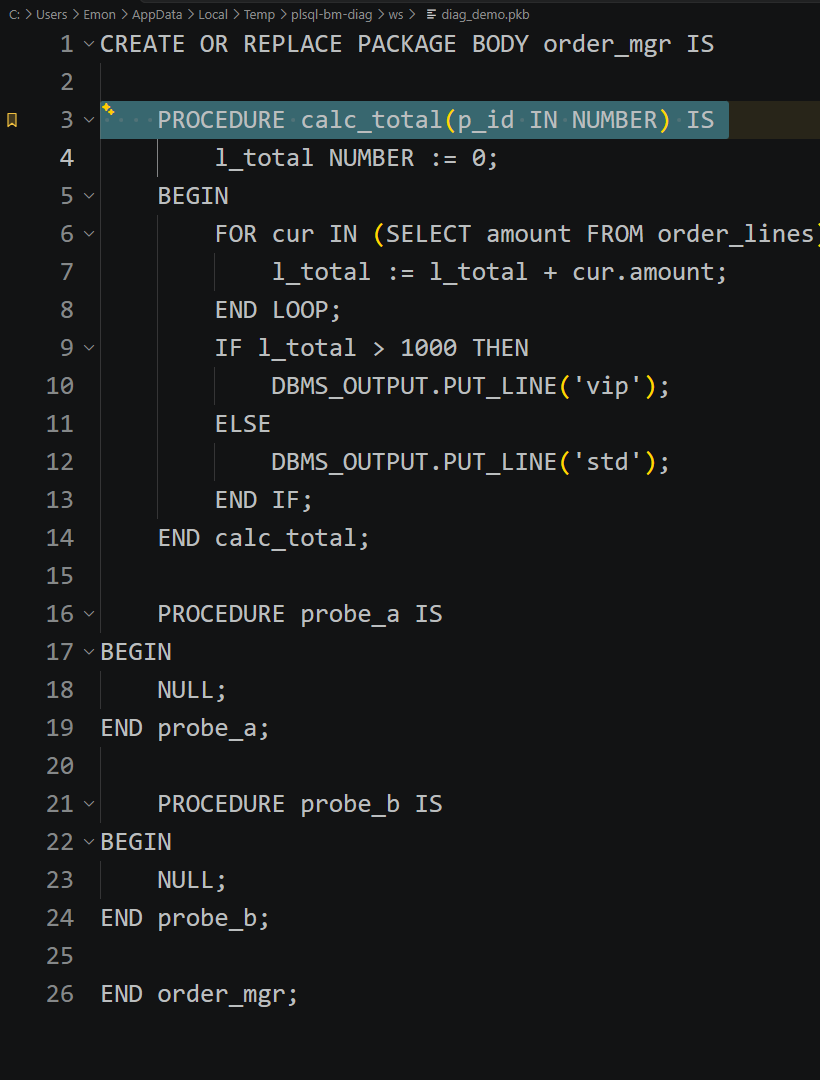 C: > Users > Emon > AppData > Local > Temp > plsql-bm-diag > ws > diag_demo.pkb
1 CREATE OR REPLACE PACKAGE BODY order_mgr IS
2
3 PROCEDURE calc_total(p_id IN NUMBER) IS
4 l_total NUMBER := 0;
5 BEGIN
6 FOR cur IN (SELECT amount FROM order_lines)
7 l_total := l_total + cur.amount;
8 END LOOP;
9 IF l_total > 1000 THEN
10 DBMS_OUTPUT.PUT_LINE('vip');
11 ELSE
12 DBMS_OUTPUT.PUT_LINE('std');
13 END IF;
14 END calc_total;
15
16 PROCEDURE probe_a IS
17 BEGIN
18 NULL;
19 END probe_a;
20
21 PROCEDURE probe_b IS
22 BEGIN
23 NULL;
24 END probe_b;
25
26 END order_mgr;